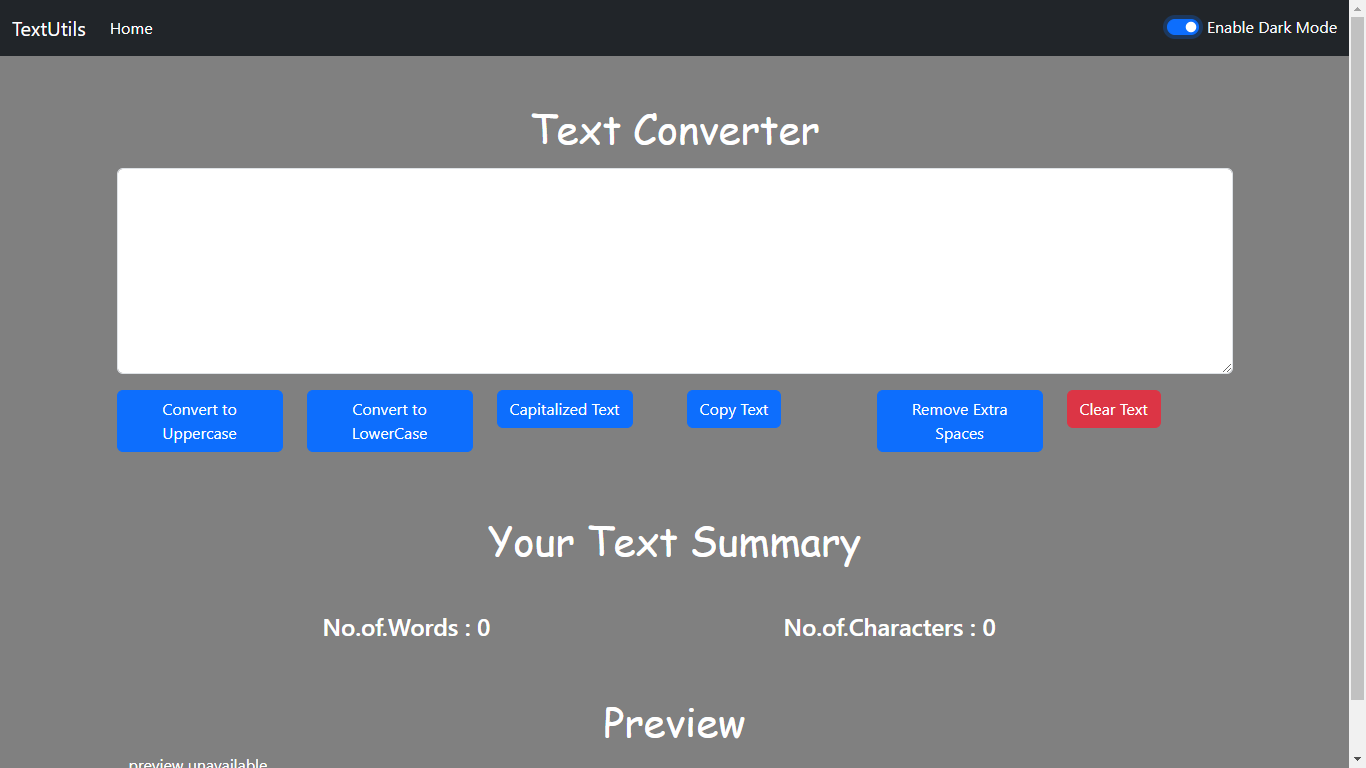 TextUtils Home Enable Dark Mode
Text Converter
Convert to Uppercase
Convert to LowerCase
Capitalized Text
Copy Text
Remove Extra Spaces
Clear Text
Your Text Summary
No.of.Words : 0 No.of.Characters : 0
Preview
preview unavailable